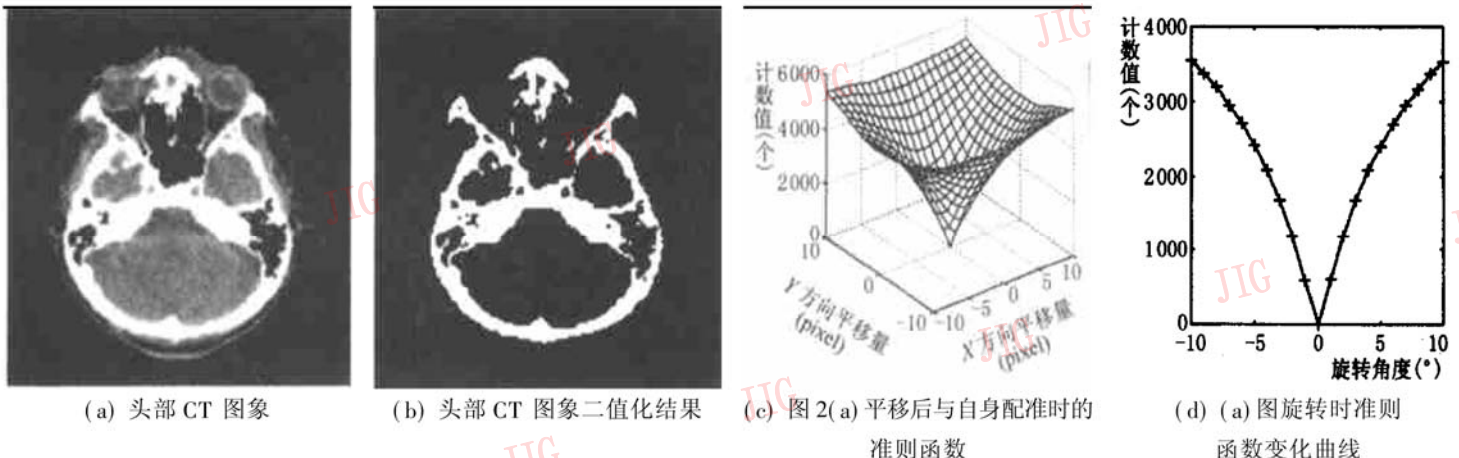 计数值(个)
6000
4000
2000
0
10
0
-10
Y方向平移量
(pixel)
-10
-5
0
5
10
X方向平移量
(pixel)
计数值(个)
4000
3000
2000
1000
0
-10
-5
0
5
10
旋转角度(°)
(a) 头部 CT 图象
(b) 头部 CT 图象二值化结果
(c) 图2(a)平移后与自身配准时的
准则函数
(d) (a)图旋转时准则
函数变化曲线
JIG
JIG
JIG
JIG
JIG
JIG
JIG
JIG